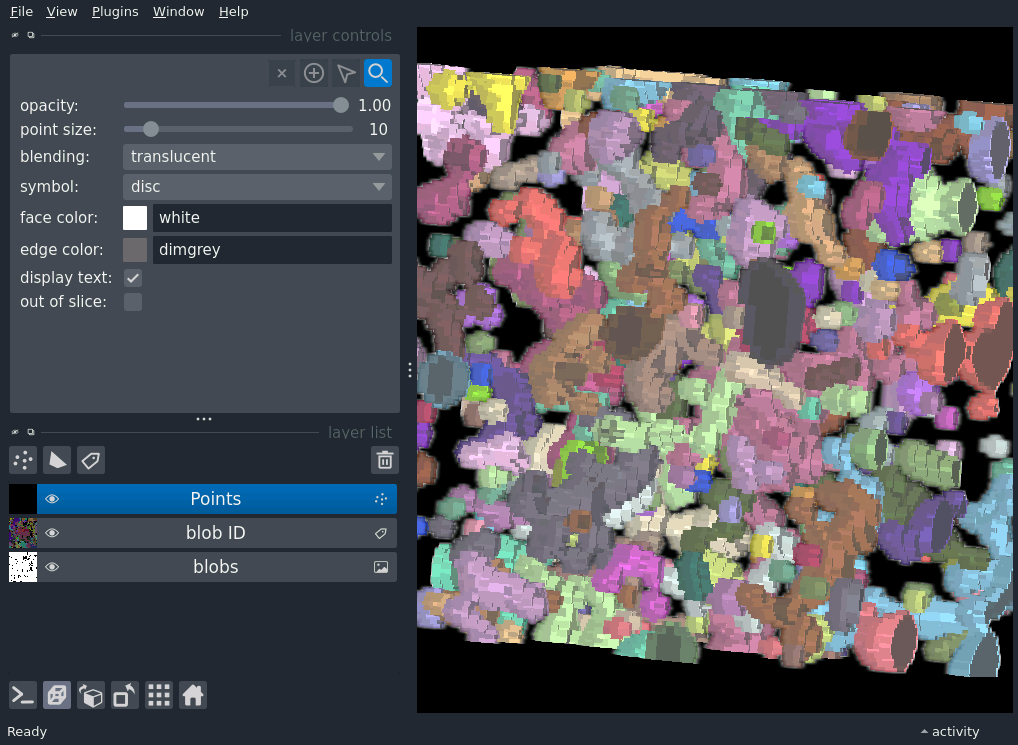 File View Plugins Window Help
layer controls
opacity: 1.00
point size: 10
blending: translucent
symbol: disc
face color: white
edge color: dimgrey
display text:
out of slice:
layer list
Points
blob ID
blobs
Ready
activity